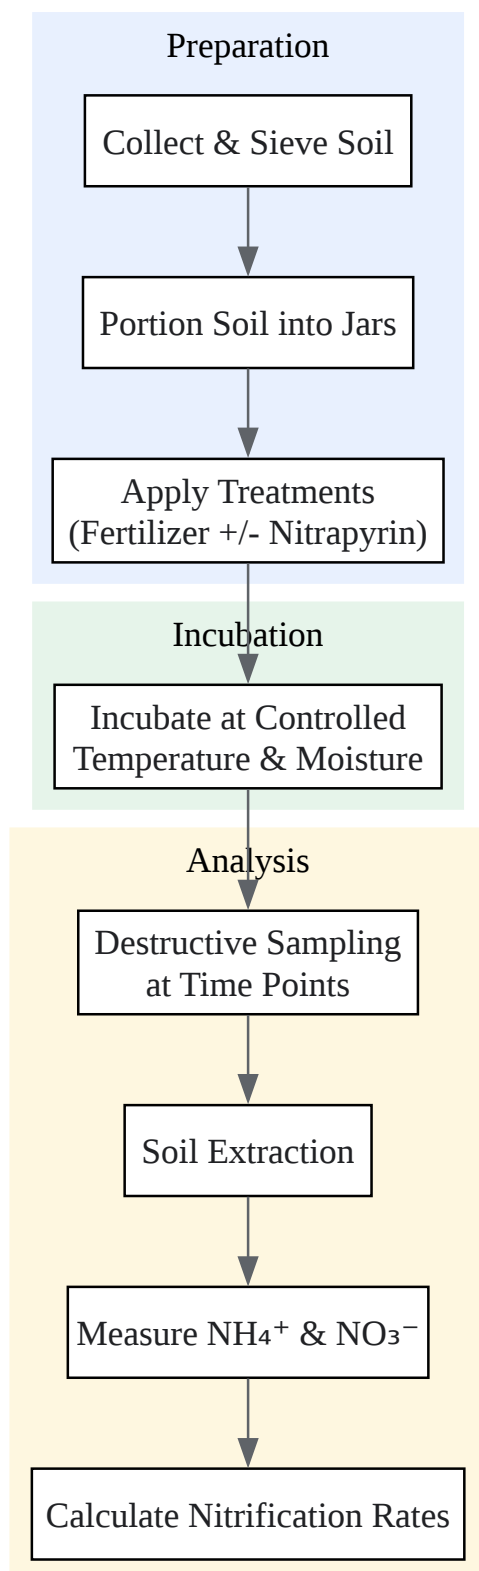 Preparation
Collect & Sieve Soil
Portion Soil into Jars
Apply Treatments
(Fertilizer +/- Nitrapyrin)
Incubation
Incubate at Controlled
Temperature & Moisture
Analysis
Destructive Sampling
at Time Points
Soil Extraction
Measure NH₄⁺ & NO₃⁻
Calculate Nitrification Rates